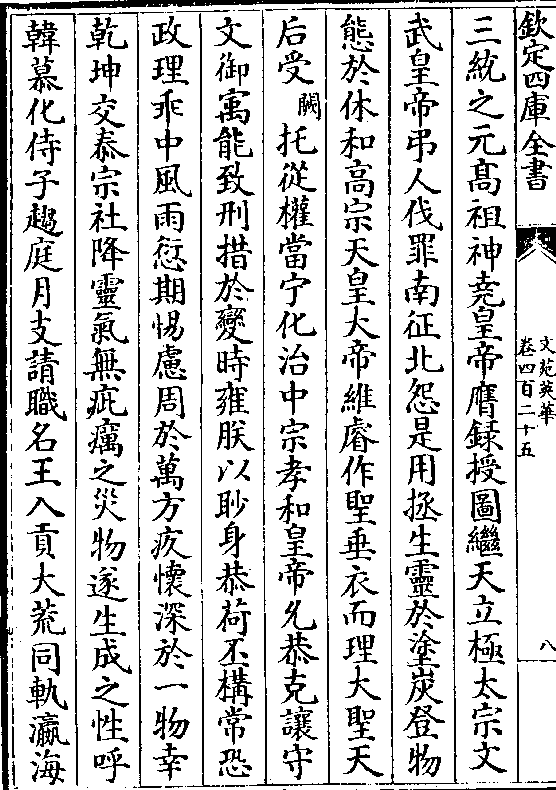 欽定四庫全書
文苑英華
卷四百二十五
八
三統之元髙祖神堯皇帝膺籙授圖繼天立極太宗文
武皇帝弔人伐罪南征北怨是用拯生靈於塗炭登物
態於休和高宗天皇大帝維睿作聖垂衣而理大聖天
后受闕托從權當宁化治中宗孝和皇帝允恭克讓守
文御寓能致刑措於變時雍朕以眇身恭荷丕構常恐
政理乖中風雨愆期惕慮周於萬方疚懷深於一物幸
乾坤交泰宗社降靈氣無疵癘之災物遂生成之性呼
韓慕化侍子趨庭月支請職名王入貢大荒同軌瀛海